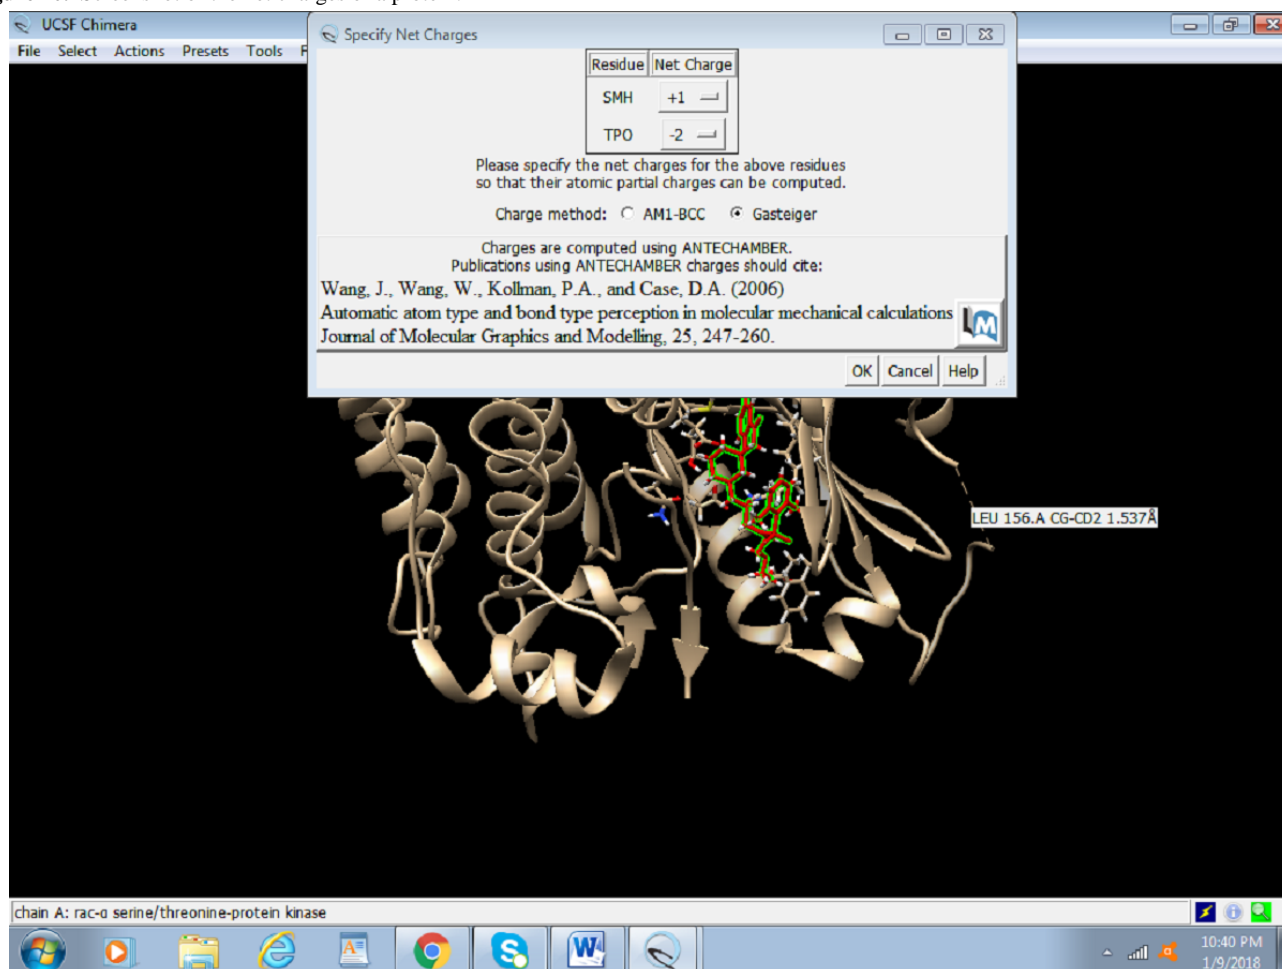 UCSF Chimera
File Select Actions Presets Tools F
Specify Net Charges
Residue Net Charge
SMH +1
TPO -2
Please specify the net charges for the above residues
so that their atomic partial charges can be computed.
Charge method: AM1-BCC Gasteiger
Charges are computed using ANTECHAMBER.
Publications using ANTECHAMBER charges should cite:
Wang, J., Wang, W., Kollman, P.A., and Case, D.A. (2006)
Automatic atom type and bond type perception in molecular mechanical calculations
Journal of Molecular Graphics and Modelling, 25, 247-260.
OK Cancel Help
LEU 156.A CG-CD2 1.537Å
chain A: rac-α serine/threonine-protein kinase
10:40 PM
1/9/2018